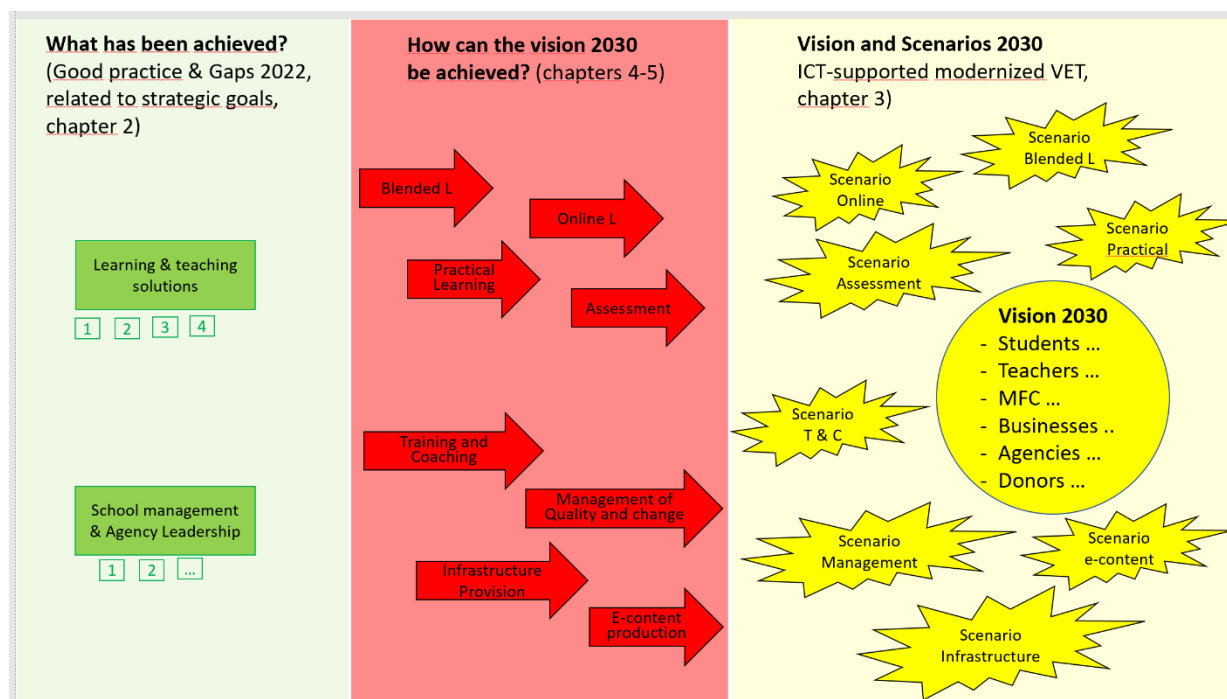 What has been achieved?
(Good practice & Gaps 2022,
related to strategic goals,
chapter 2)
Learning & teaching
solutions
1 2 3 4
School management
& Agency Leadership
1 2 ...
How can the vision 2030
be achieved? (chapters 4-5)
Blended L
Online L
Practical
Learning
Assessment
Training and
Coaching
Management of
Quality and change
Infrastructure
Provision
E-content
production
Vision and Scenarios 2030
ICT-supported modernized VET,
chapter 3)
Scenario
Blended L
Scenario
Online
Scenario
Practical
Scenario
Assessment
Vision 2030
- Students ...
- Teachers ...
- MFC ...
- Businesses ..
- Agencies ...
- Donors ...
Scenario
T & C
Scenario
Management
Scenario
e-content
Scenario
Infrastructure